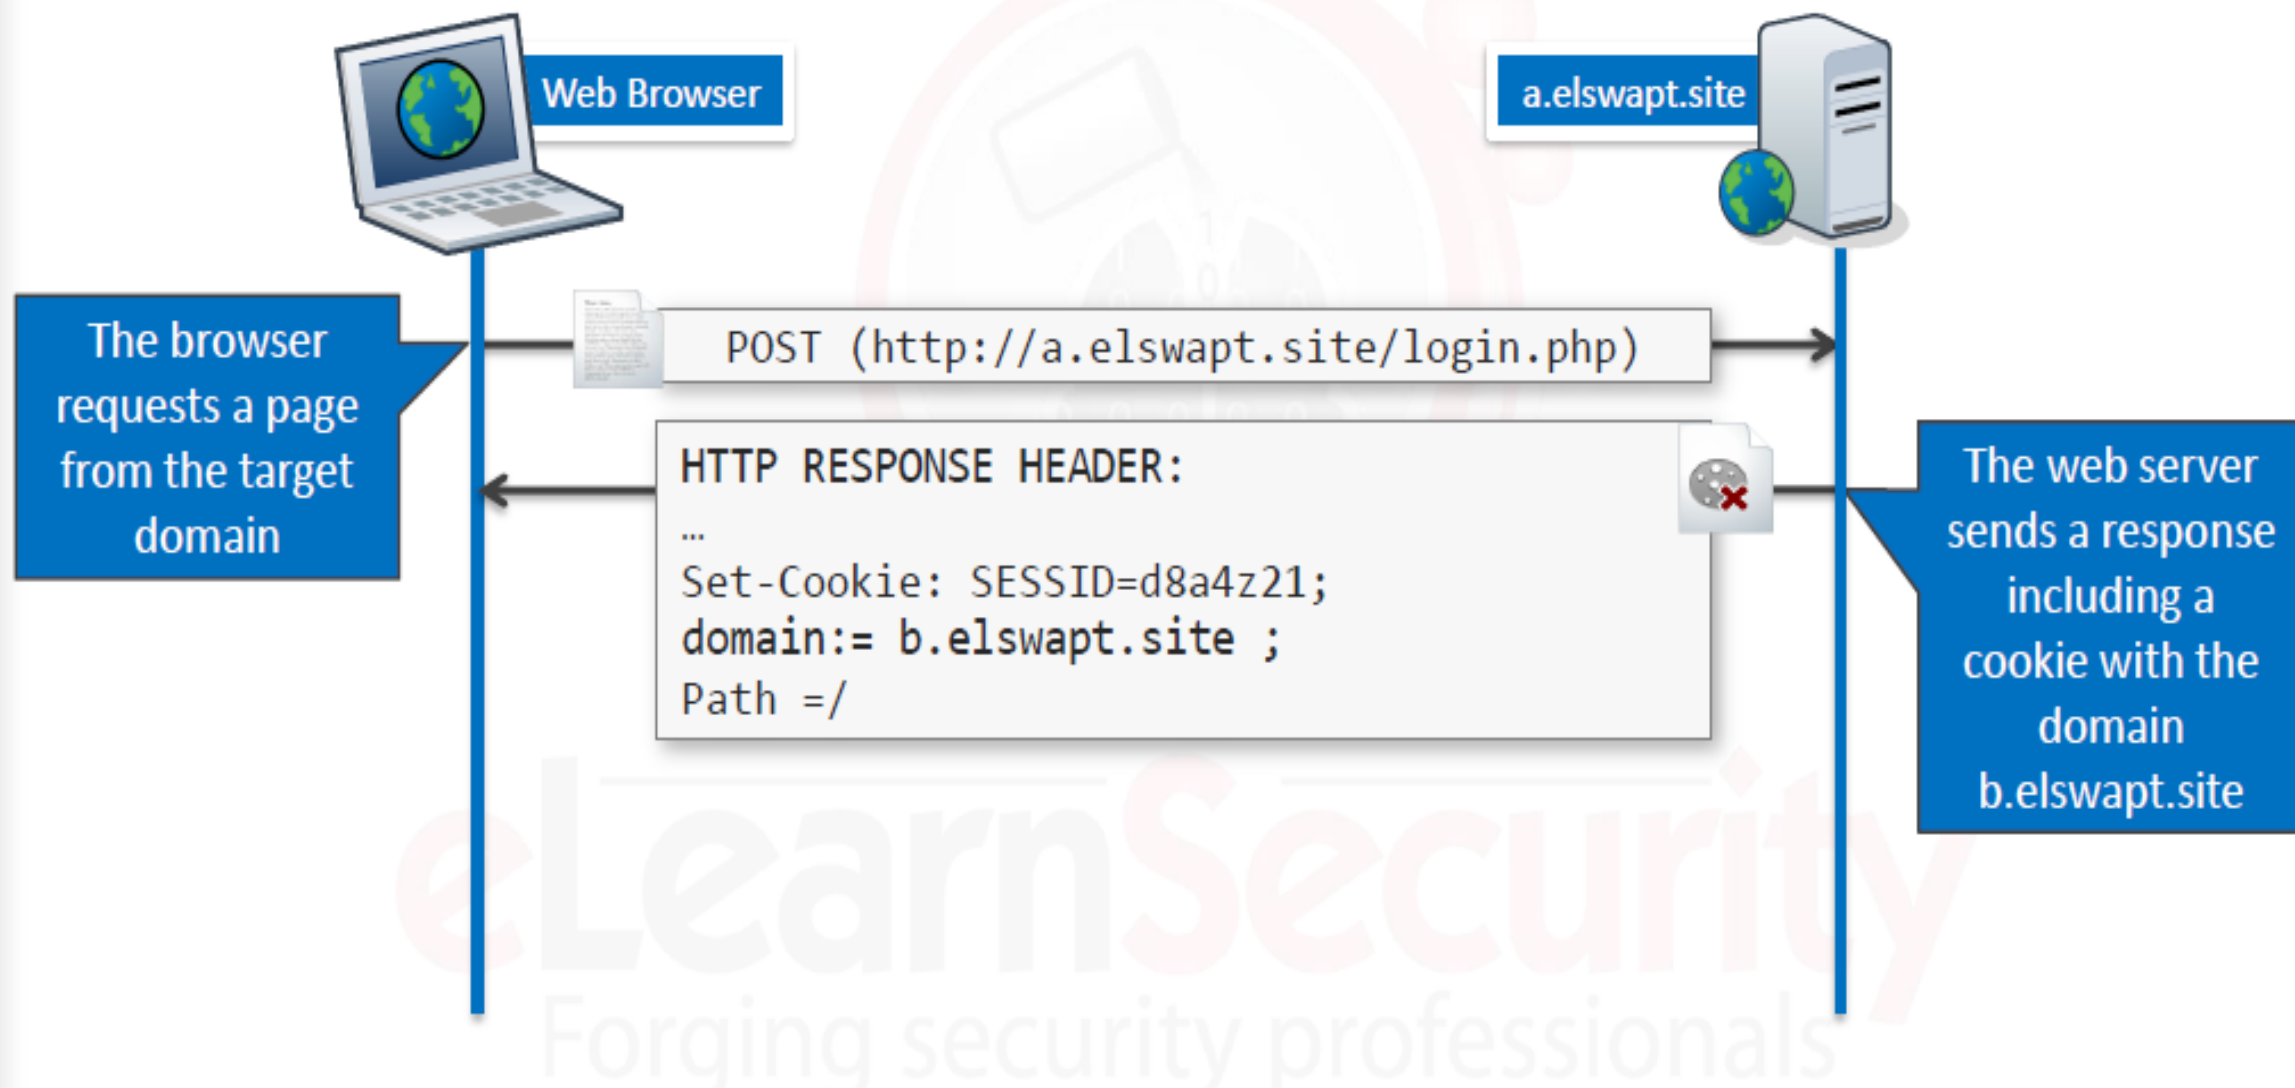 Web Browser
a.elswapt.site
The browser
requests a page
from the target
domain
POST (http://a.elswapt.site/login.php)
HTTP RESPONSE HEADER:
…
Set-Cookie: SESSID=d8a4z21;
domain:= b.elswapt.site ;
Path =/
The web server
sends a response
including a
cookie with the
domain
b.elswapt.site
eLearnSecurity
Forging security professionals